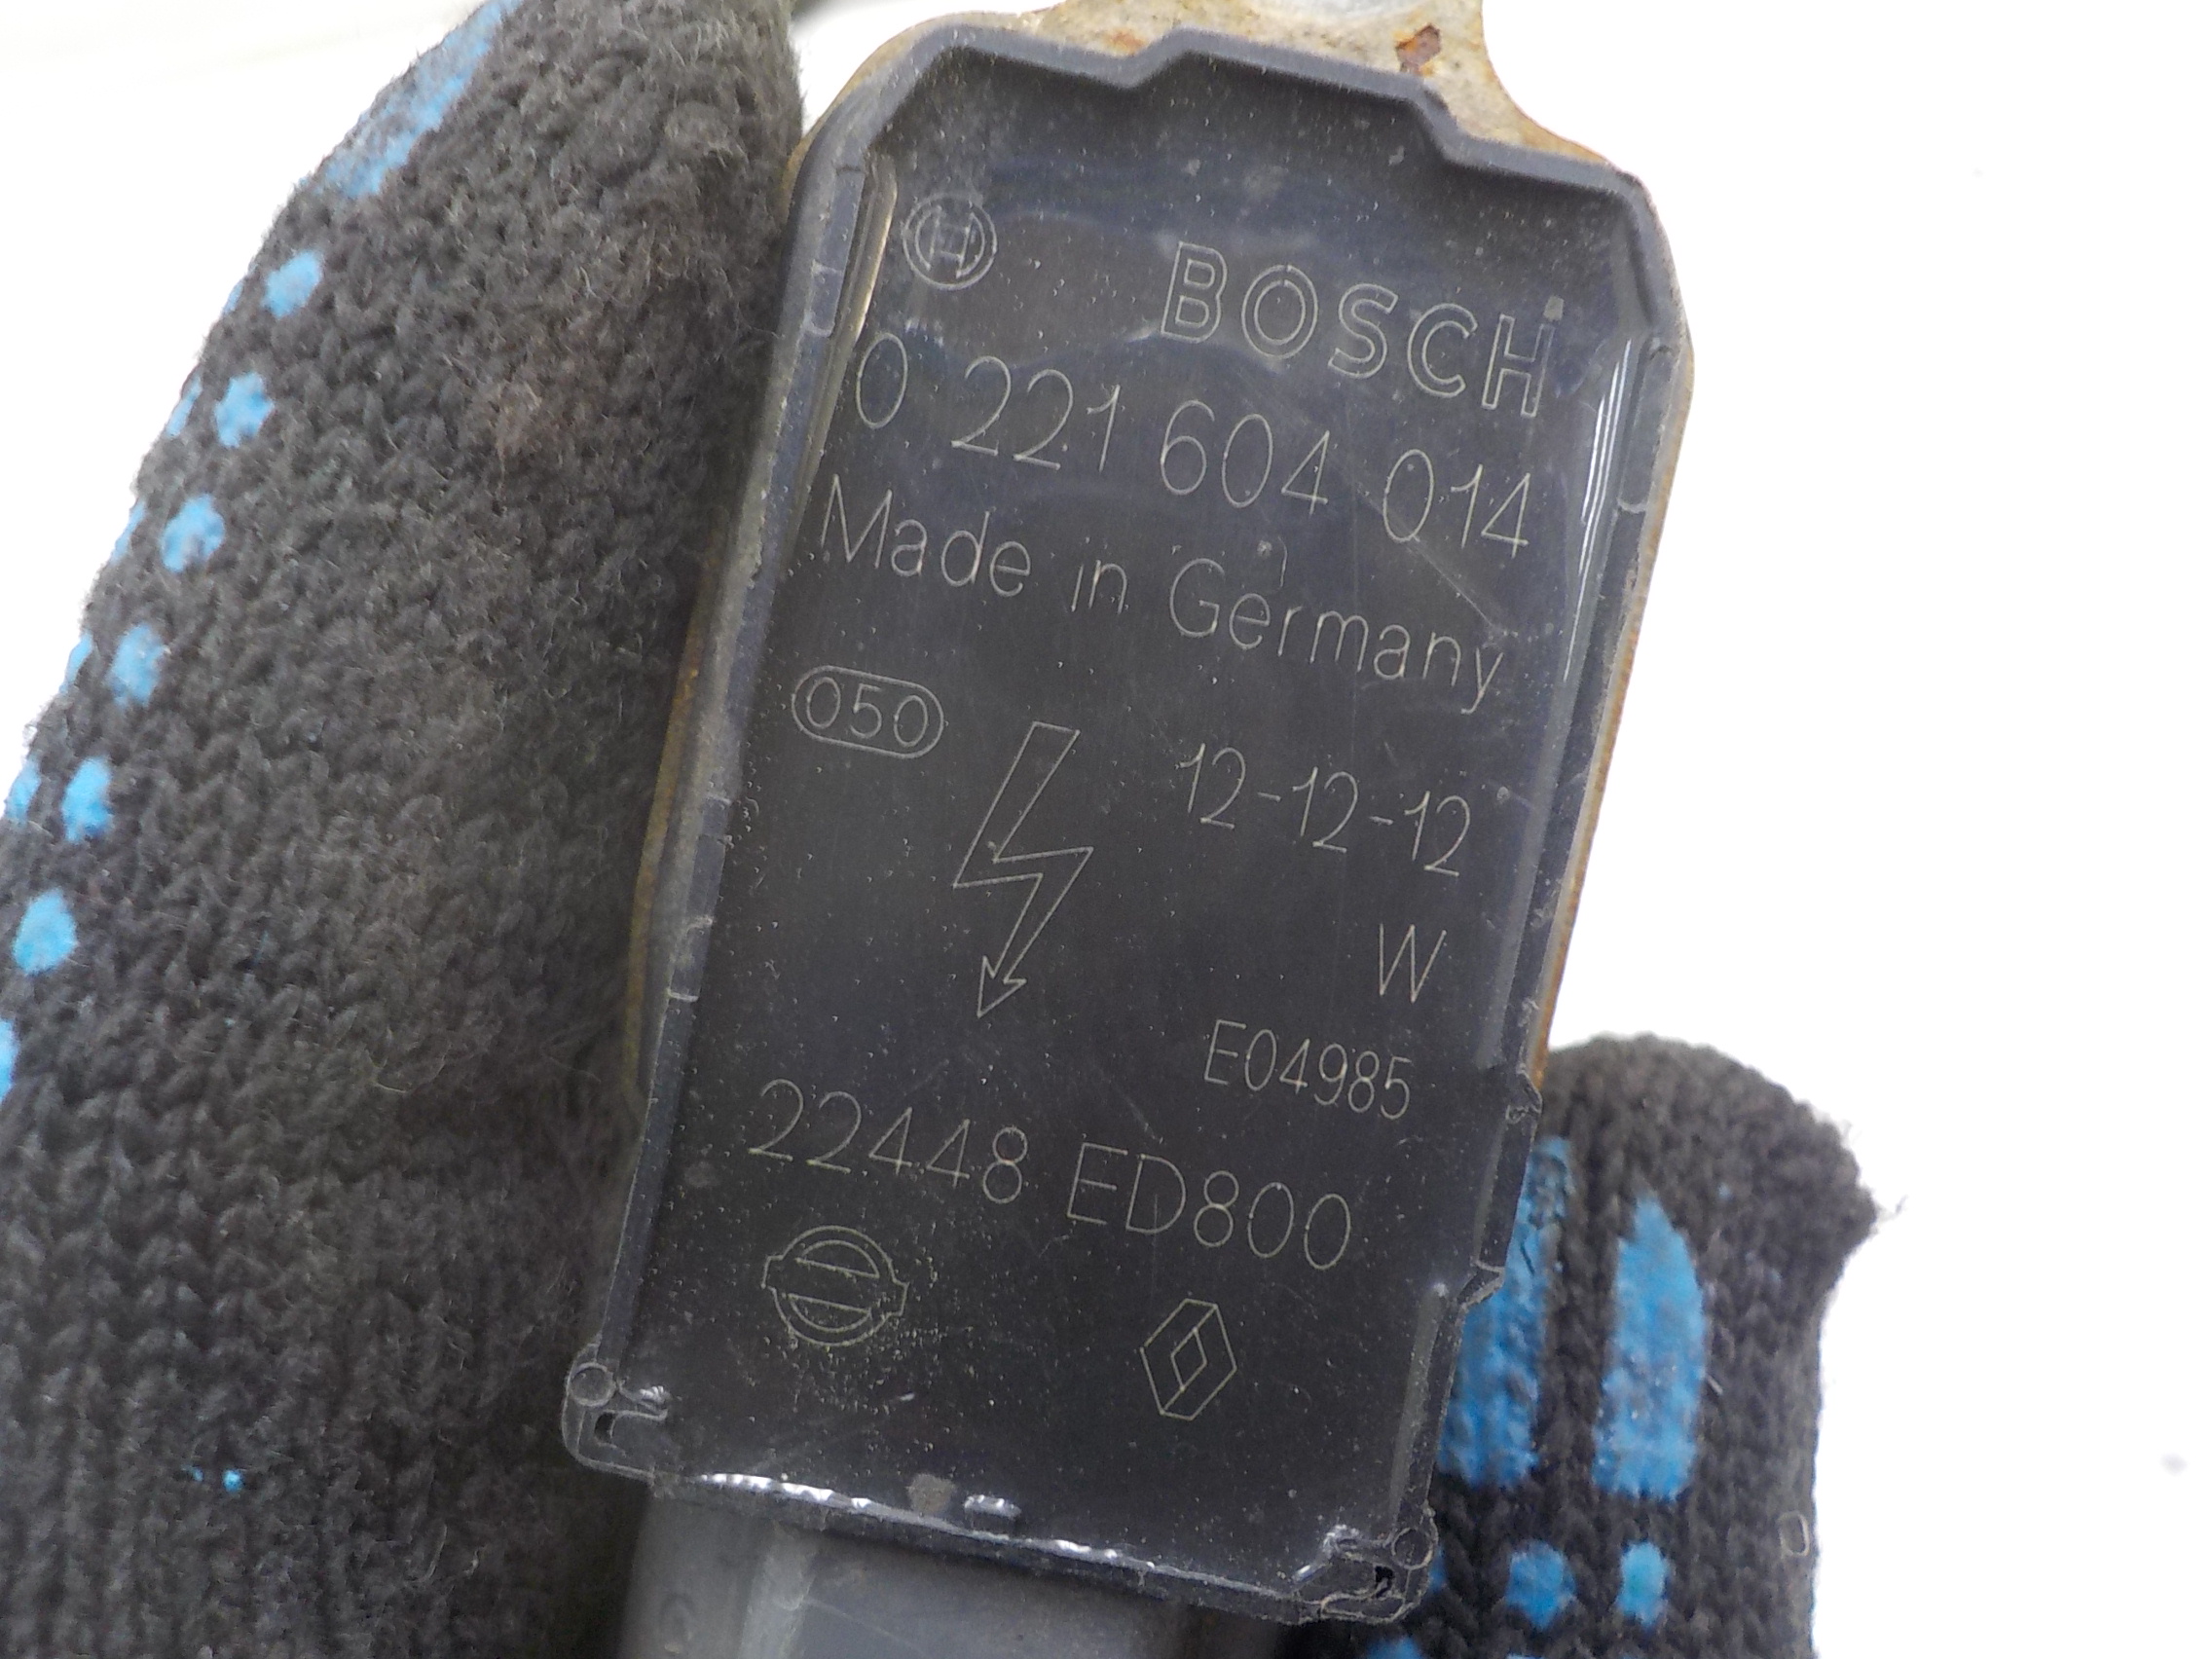 BOSCH
0 221 604 014
Made in Germany
050
12-12-12
W
E04985
22448 ED800